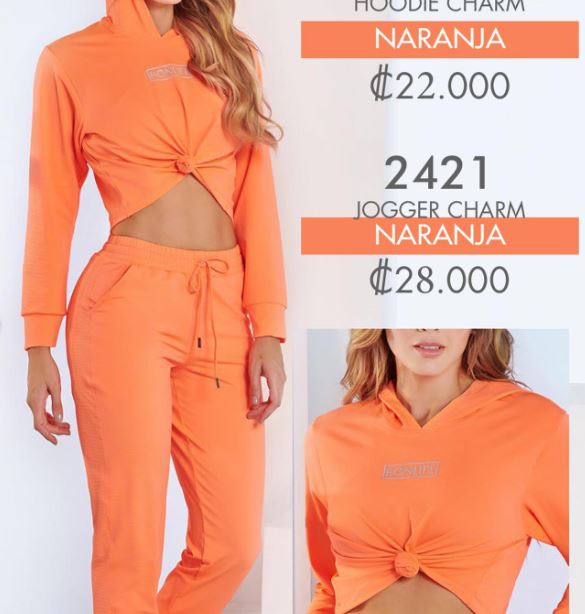 HOODIE CHARM
NARANJA
₡22.000
2421
JOGGER CHARM
NARANJA
₡28.000